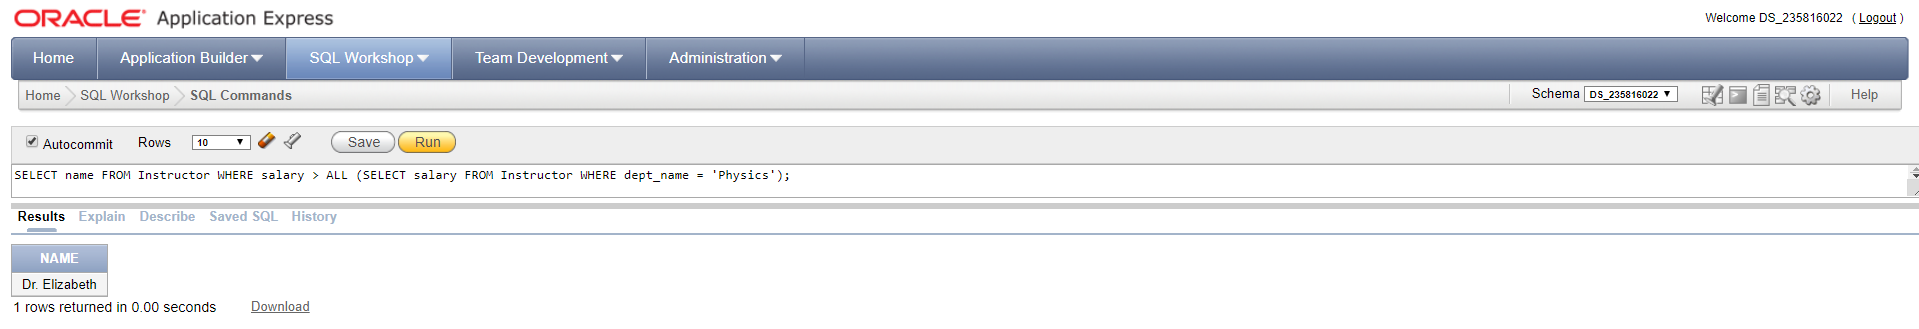 ORACLE Application Express
Welcome DS_235816022 ( Logout )
Home Application Builder SQL Workshop Team Development Administration
Home SQL Workshop SQL Commands
Schema DS_235816022 Help
Autocommit Rows 10 Save Run
SELECT name FROM Instructor WHERE salary > ALL (SELECT salary FROM Instructor WHERE dept_name = 'Physics');
Results Explain Describe Saved SQL History
NAME
Dr. Elizabeth
1 rows returned in 0.00 seconds Download